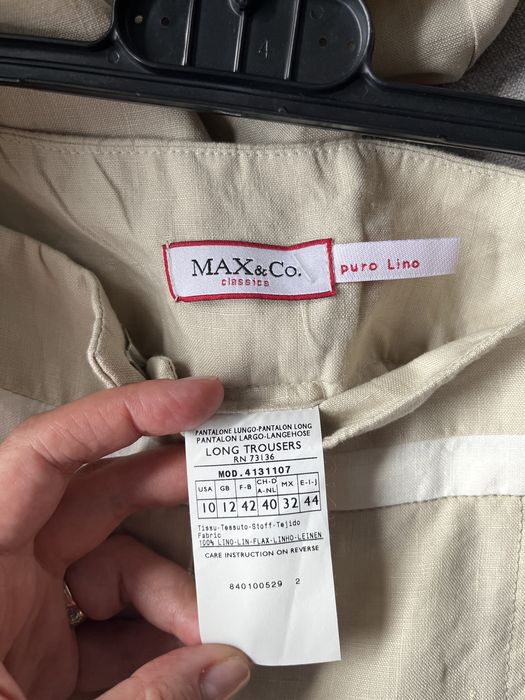 4
MAX&Co.
classics
puro Lino
PANTALONE LUNGO-PANTALON LONG
PANTALON LARGO-LANGEHOSE
LONG TROUSERS
RN 73136
MOD.4131107
USA GB F-B CH-D A-NL MX E-I-J
10 12 42 40 32 44
Tissu-Tessuto-Stoff-Tejido
Fabric
100% LINO-LIN-FLAX-LINHO-LEINEN
CARE INSTRUCTION ON REVERSE
840100529 2